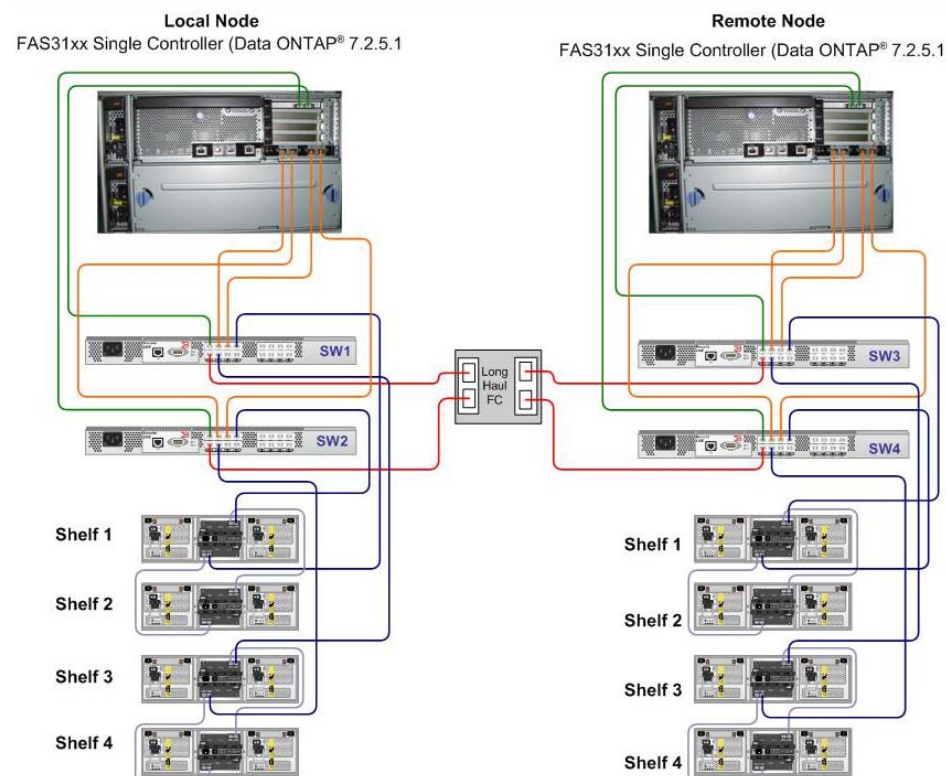 Local Node
FAS31xx Single Controller (Data ONTAP® 7.2.5.1
Remote Node
FAS31xx Single Controller (Data ONTAP® 7.2.5.1
SW1
SW2
Long
Haul
FC
SW3
SW4
Shelf 1
Shelf 2
Shelf 3
Shelf 4
Shelf 1
Shelf 2
Shelf 3
Shelf 4